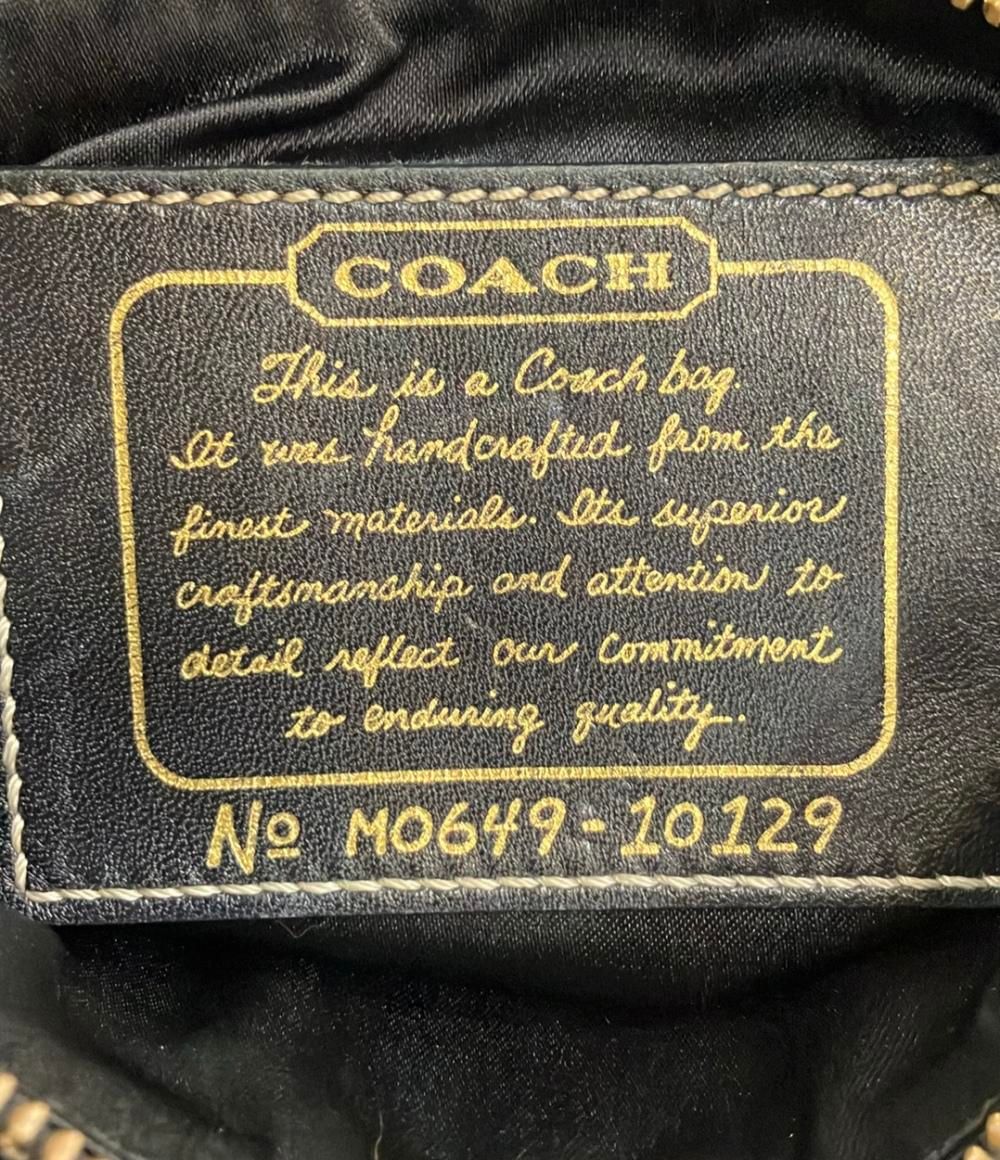 COACH
This is a Coach bag.
It was handcrafted from the
finest materials. Its superior
craftsmanship and attention to
detail reflect our commitment
to enduring quality.
Nº M0649-10129